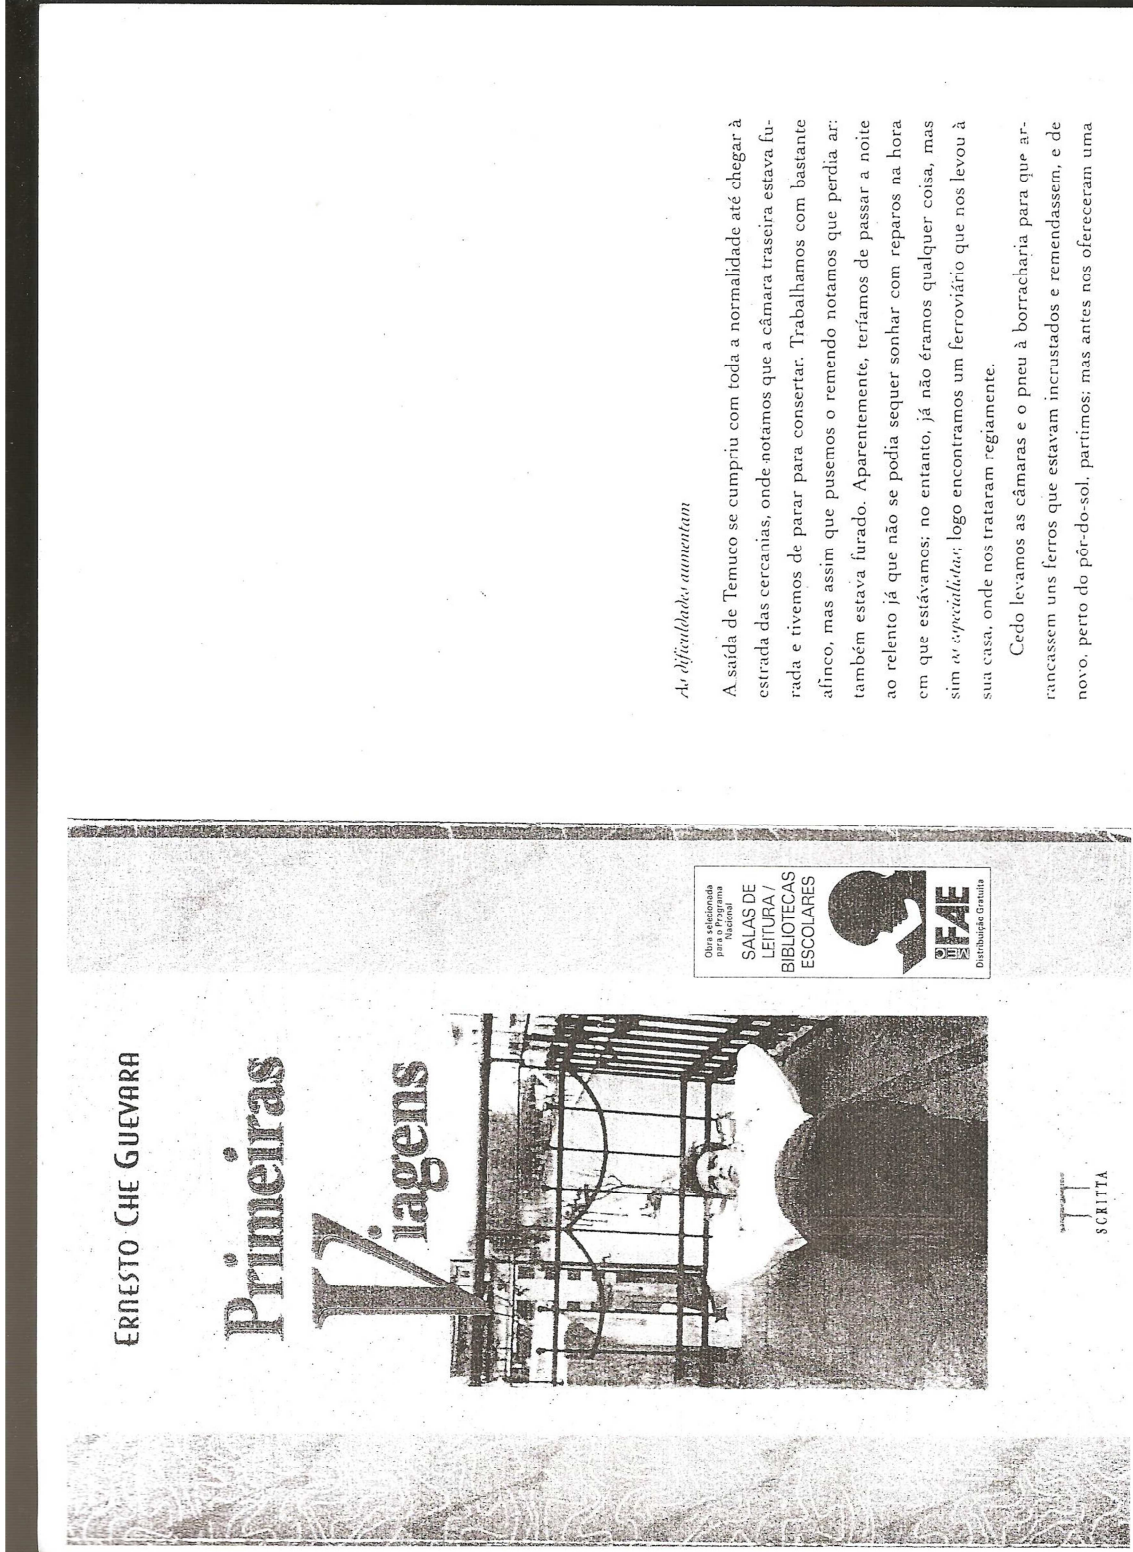 ERNESTO CHE GUEVARA
Primeiras
Viagens
Obra selecionada
para o Programa
Nacional
SALAS DE
LEITURA /
BIBLIOTECAS
ESCOLARES
MEC
FAE
Distribuição Gratuita
SCRITTA
As dificuldades aumentam
A saída de Temuco se cumpriu com toda a normalidade até chegar à
estrada das cercanias, onde notamos que a câmara traseira estava fu-
rada e tivemos de parar para consertar. Trabalhamos com bastante
afinco, mas assim que pusemos o remendo notamos que perdia ar:
também estava furado. Aparentemente, teríamos de passar a noite
ao relento já que não se podia sequer sonhar com reparos na hora
em que estávamos; no entanto, já não éramos qualquer coisa, mas
sim os especialistas; logo encontramos um ferroviário que nos levou à
sua casa, onde nos trataram regiamente.
Cedo levamos as câmaras e o pneu à borracharia para que ar-
rancassem uns ferros que estavam incrustados e remendassem, e de
novo, perto do pôr-do-sol, partimos; mas antes nos ofereceram uma